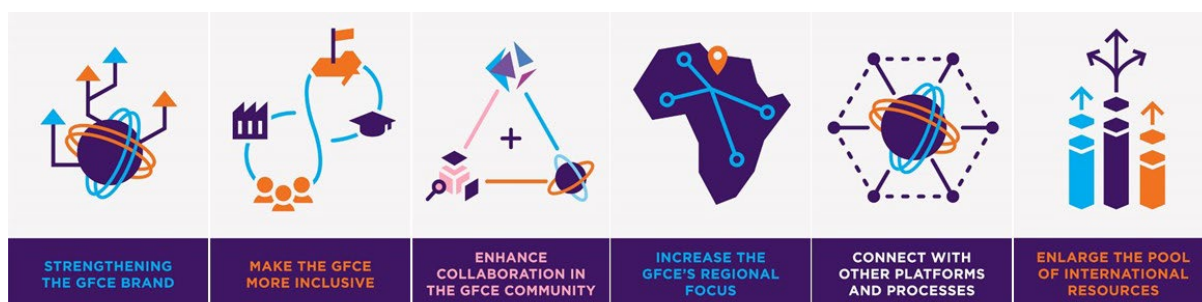 STRENGTHENING
THE GFCE BRAND
MAKE THE GFCE
MORE INCLUSIVE
ENHANCE
COLLABORATION IN
THE GFCE COMMUNITY
INCREASE THE
GFCE'S REGIONAL
FOCUS
CONNECT WITH
OTHER PLATFORMS
AND PROCESSES
ENLARGE THE POOL
OF INTERNATIONAL
RESOURCES